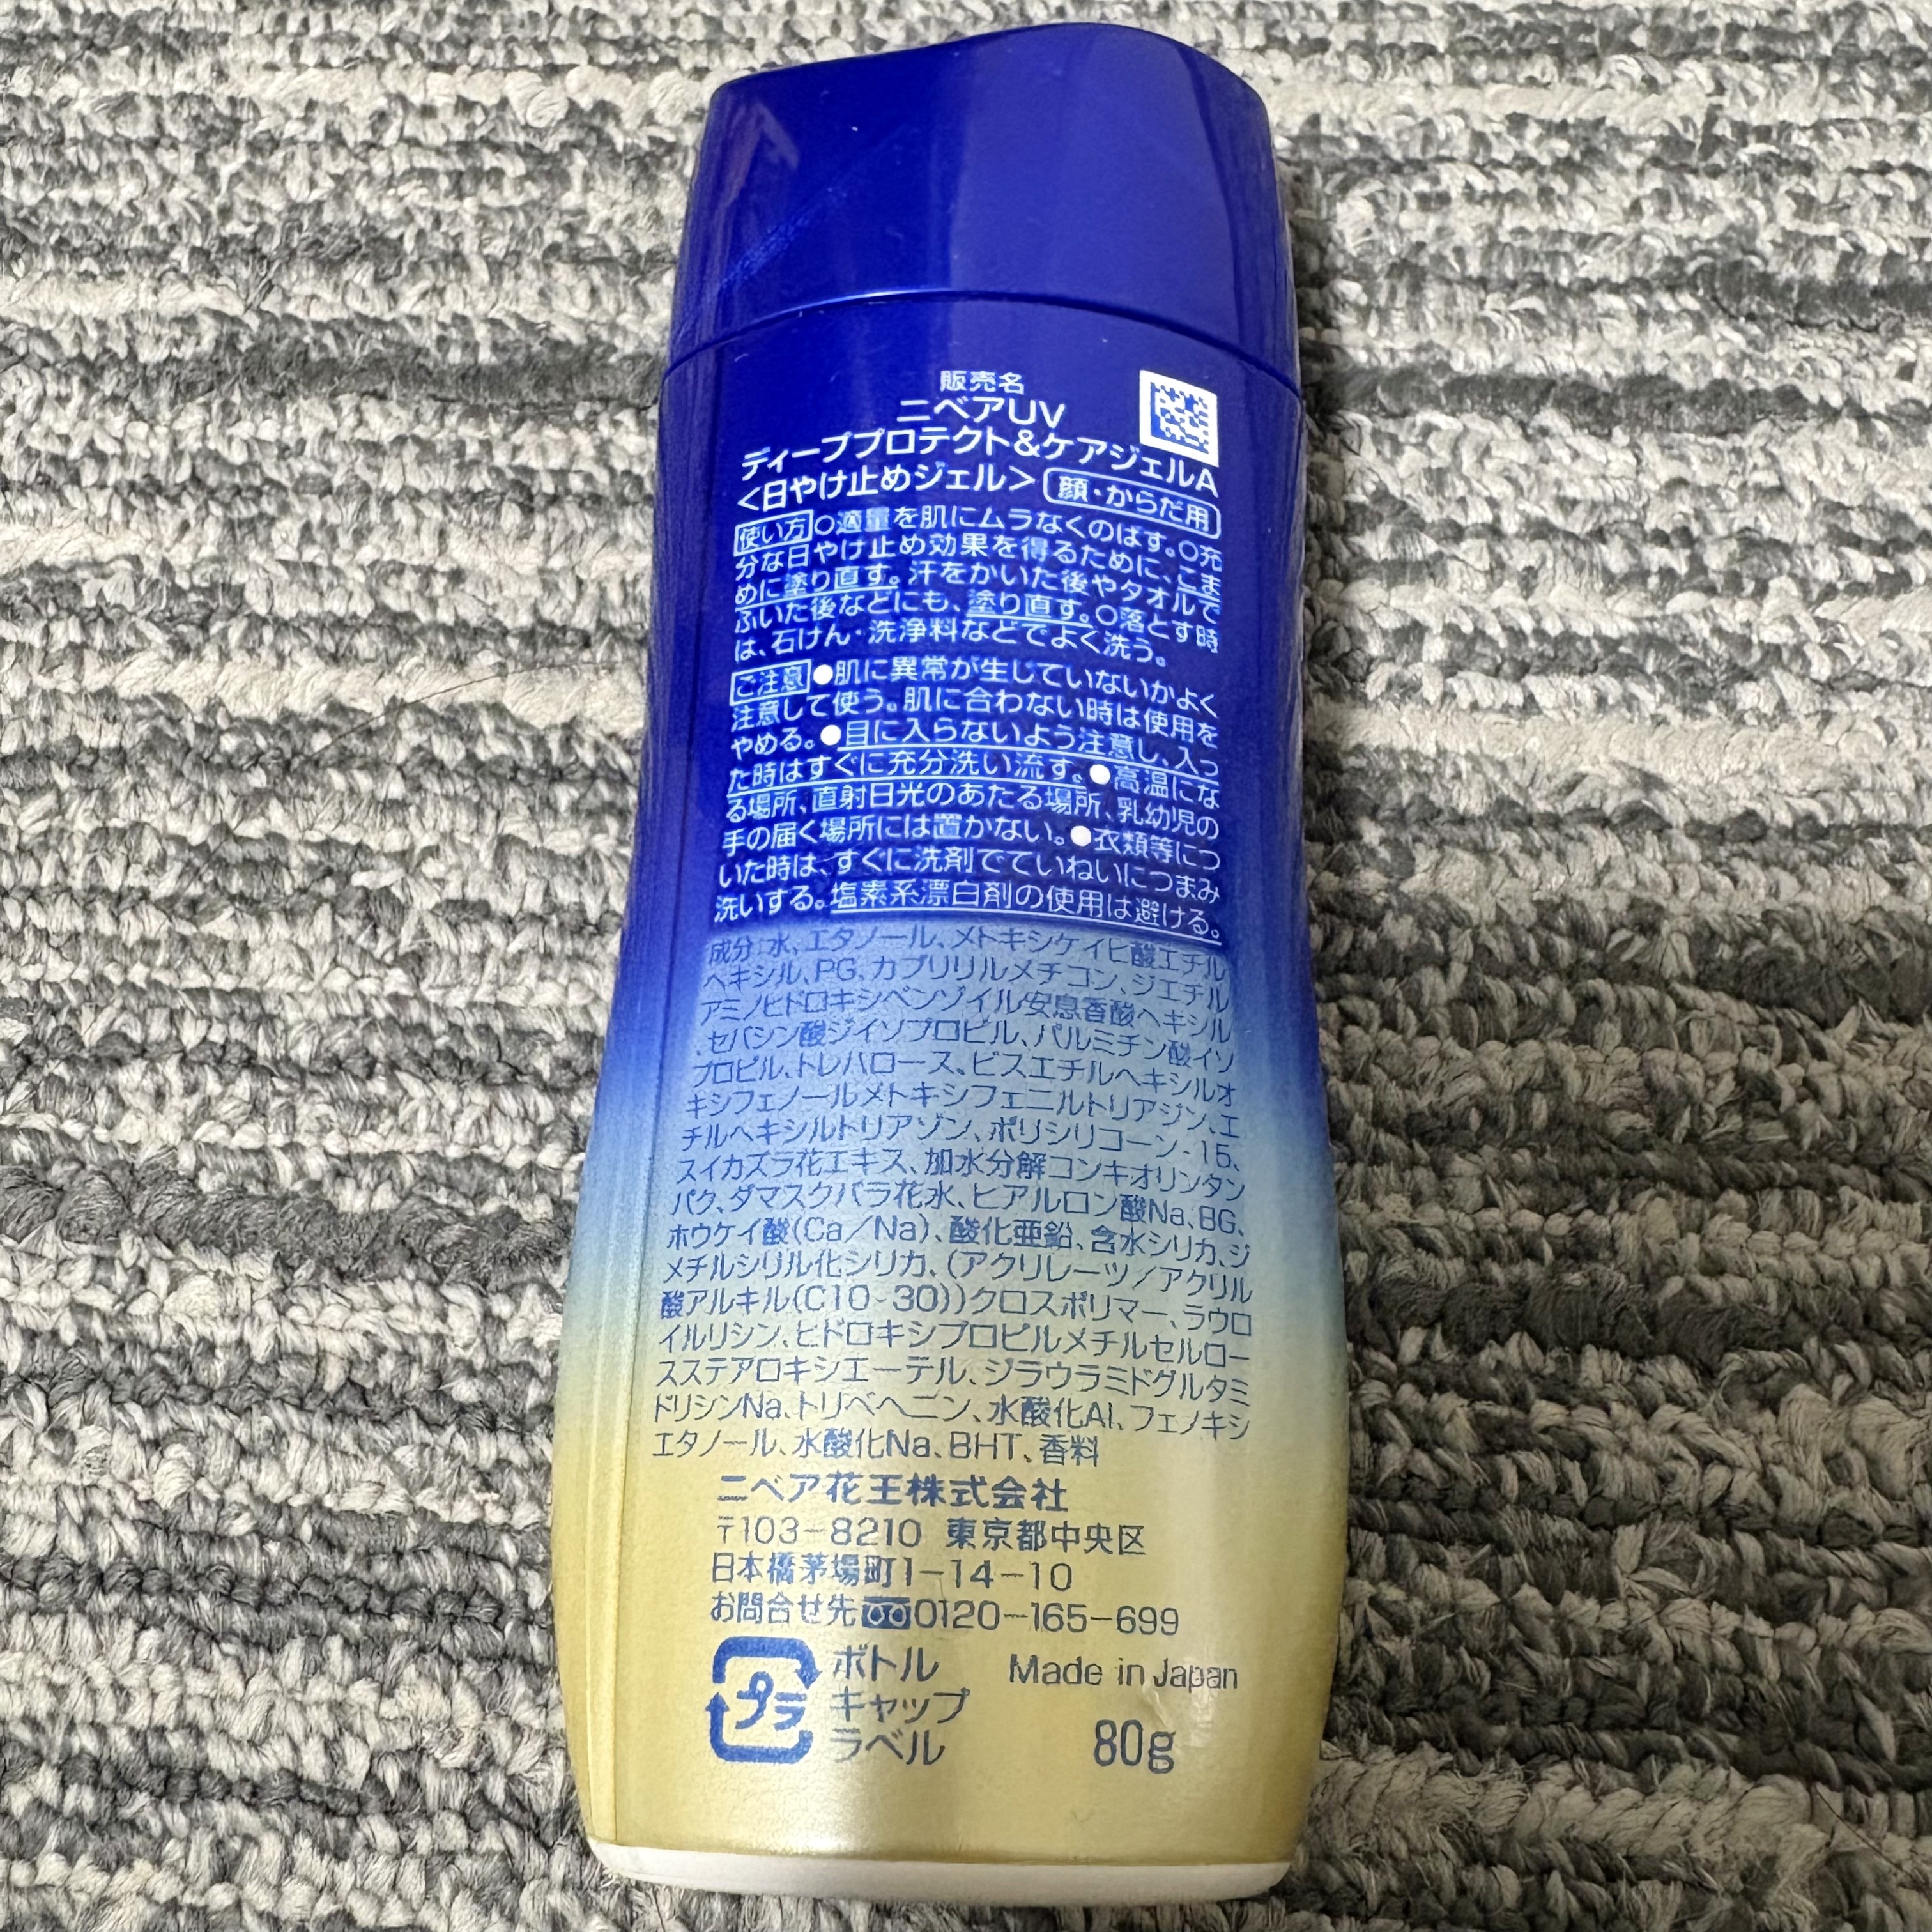 販売名
ニベアUV
ディーププロテクト&ケアジェルA
<日やけ止めジェル> 顔・からだ用
使い方 ○適量を肌にムラなくのばす。○充
分な日やけ止め効果を得るために、こま
めに塗り直す。汗をかいた後やタオルで
ふいた後などにも、塗り直す。○落とす時
は、石けん・洗浄料などでよく洗う。
ご注意 ●肌に異常が生じていないかよく
注意して使う。肌に合わない時は使用を
やめる。●目に入らないよう注意し、入っ
た時はすぐに充分洗い流す。●高温にな
る場所、直射日光のあたる場所、乳幼児の
手の届く場所には置かない。●衣類等につ
いた時は、すぐに洗剤でていねいにつまみ
洗いする。塩素系漂白剤の使用は避ける。
成分:水、エタノール、メトキシケイヒ酸エチル
ヘキシル、PG、カプリリルメチコン、ジエチル
アミノヒドロキシベンゾイル安息香酸ヘキシル
、セバシン酸ジイソプロピル、パルミチン酸イソ
プロピル、トレハロース、ビスエチルヘキシルオ
キシフェノールメトキシフェニルトリアジン、エ
チルヘキシルトリアゾン、ポリシリコーン-15、
スイカズラ花エキス、加水分解コンキオリンタン
パク、ダマスクバラ花水、ヒアルロン酸Na、BG、
ホウケイ酸(Ca/Na)、酸化亜鉛、含水シリカ、ジ
メチルシリル化シリカ、(アクリレーツ/アクリル
酸アルキル(C10-30))クロスポリマー、ラウロ
イルリシン、ヒドロキシプロピルメチルセルロー
スステアロキシエーテル、ジラウラミドグルタミ
ドリシンNa、トリベヘニン、水酸化Al、フェノキシ
エタノール、水酸化Na、BHT、香料
ニベア花王株式会社
〒103-8210 東京都中央区
日本橋茅場町1-14-10
お問合せ先 0120-165-699
プラ ボトル Made in Japan
キャップ
ラベル 80g